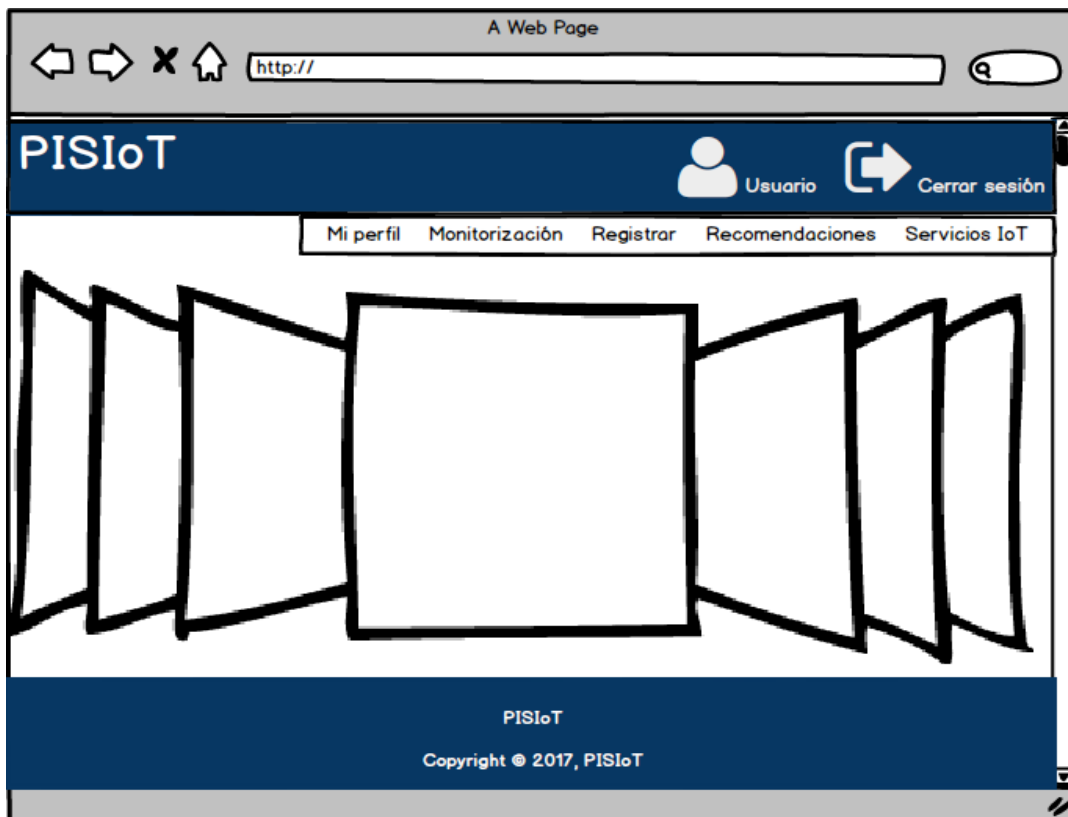 A Web Page
http://
PISIoT
Usuario
Cerrar sesión
Mi perfil Monitorización Registrar Recomendaciones Servicios IoT
PISIoT
Copyright © 2017, PISIoT